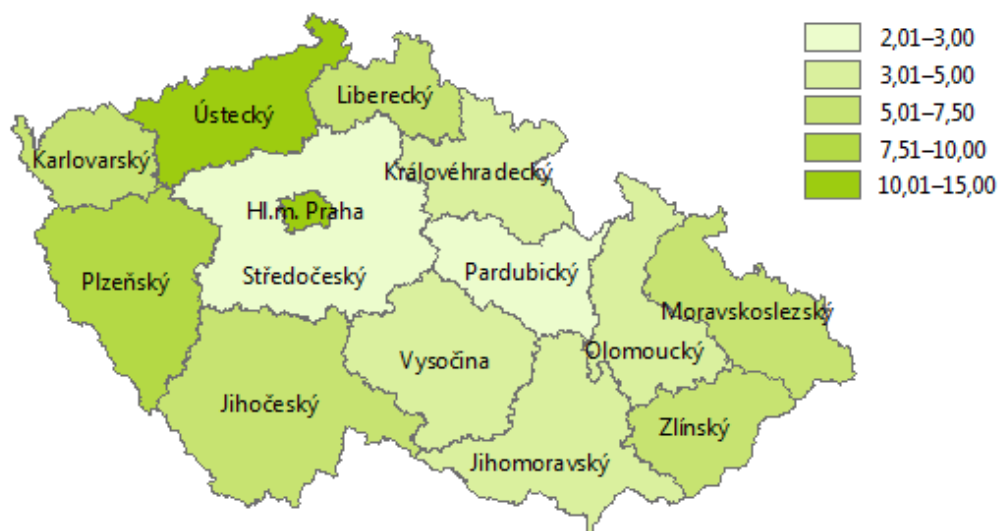 2,01–3,00
3,01–5,00
5,01–7,50
7,51–10,00
10,01–15,00
Liberecký
Ústecký
Karlovarský
Královéhradecký
Hl.m. Praha
Středočeský
Pardubický
Plzeňský
Moravskoslezský
Olomoucký
Vysočina
Jihočeský
Zlínský
Jihomoravský